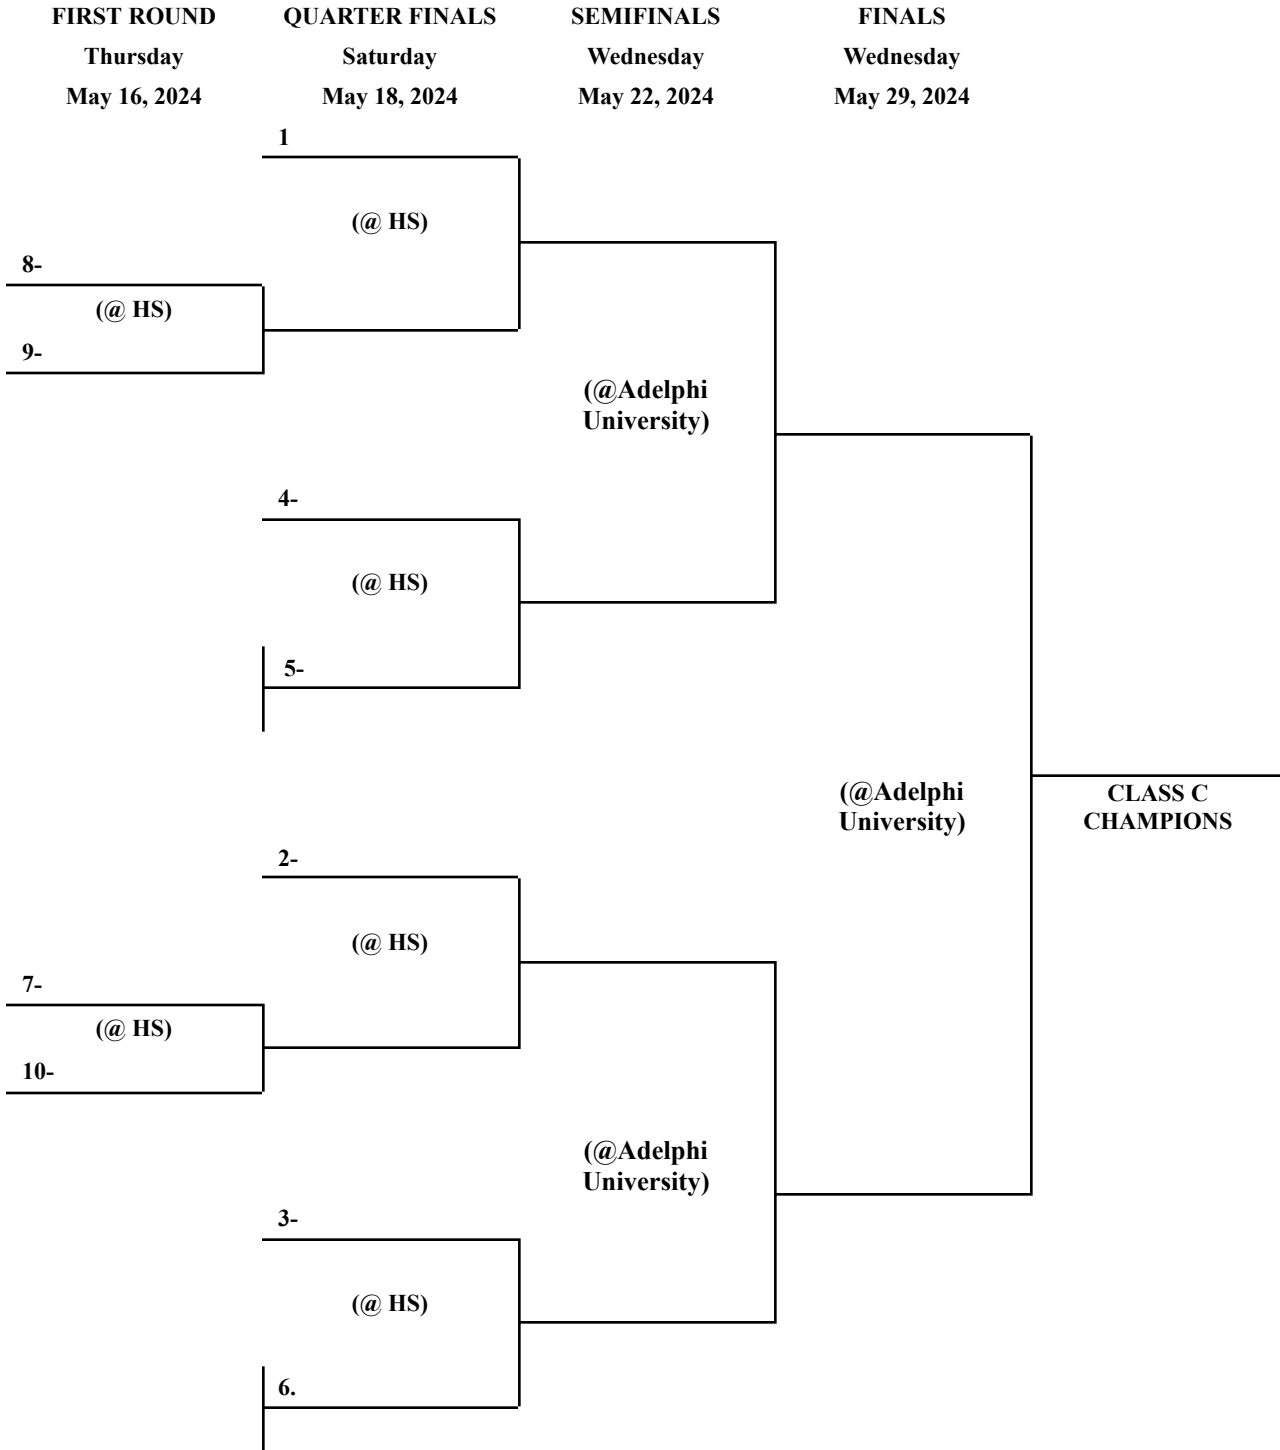 FIRST ROUND
Thursday
May 16, 2024
QUARTER FINALS
Saturday
May 18, 2024
SEMIFINALS
Wednesday
May 22, 2024
FINALS
Wednesday
May 29, 2024
1
(@ HS)
8-
(@ HS)
9-
(@Adelphi
University)
4-
(@ HS)
5-
(@Adelphi
University)
CLASS C
CHAMPIONS
2-
(@ HS)
7-
(@ HS)
10-
(@Adelphi
University)
3-
(@ HS)
6.